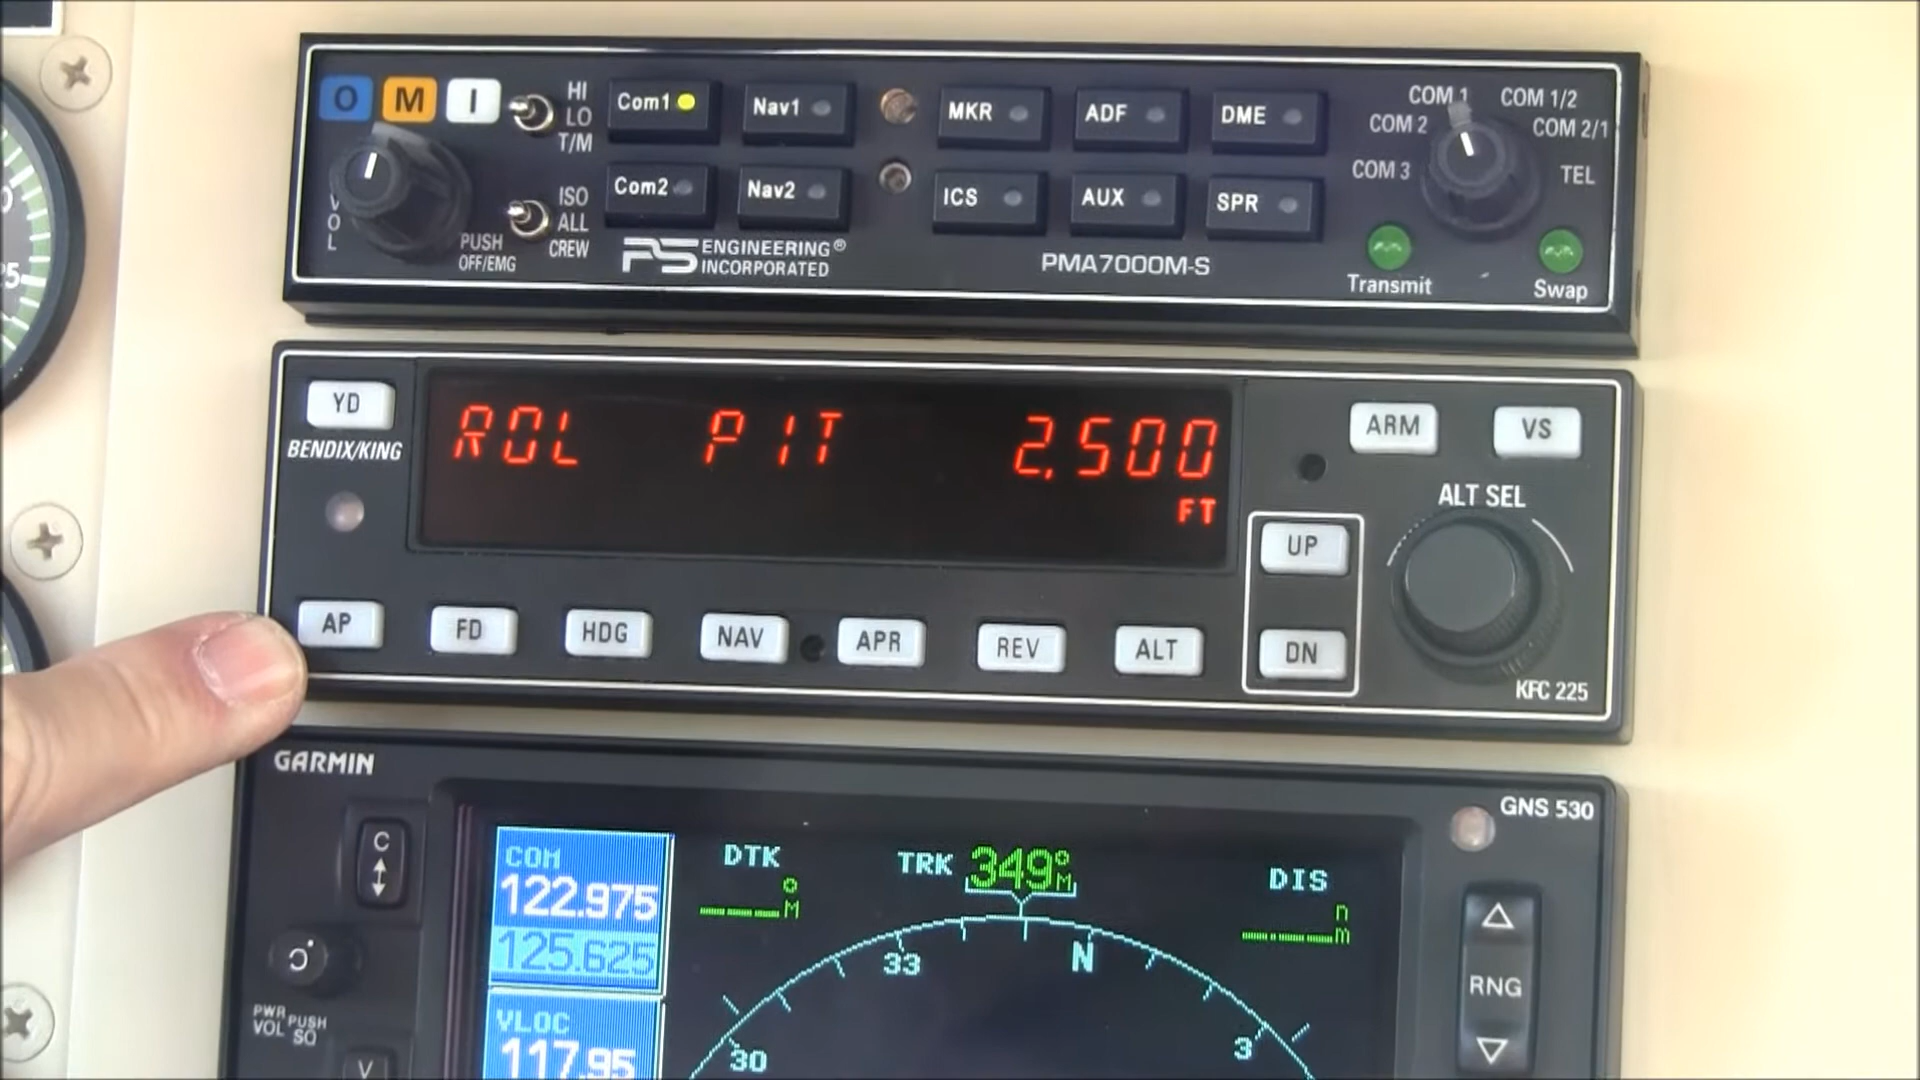 O M I
HI
LO
T/M
VOL
PUSH
OFF/EMG
ISO
ALL
CREW
Com1 Nav1 MKR ADF DME
Com2 Nav2 ICS AUX SPR
PS ENGINEERING®
INCORPORATED
PMA7000M-S
COM 1 COM 1/2
COM 2 COM 2/1
COM 3 TEL
Transmit Swap
YD
BENDIX/KING
ROL PIT 2,500
FT
ARM VS
ALT SEL
UP
DN
AP FD HDG NAV APR REV ALT
KFC 225
GARMIN
GNS 530
C
PWR
VOL
PUSH
SQ
V
COM
122.975
125.625
VLOC
117.95
DTK
° M
TRK 349° M
DIS
n m
33 N
30 3
RNG